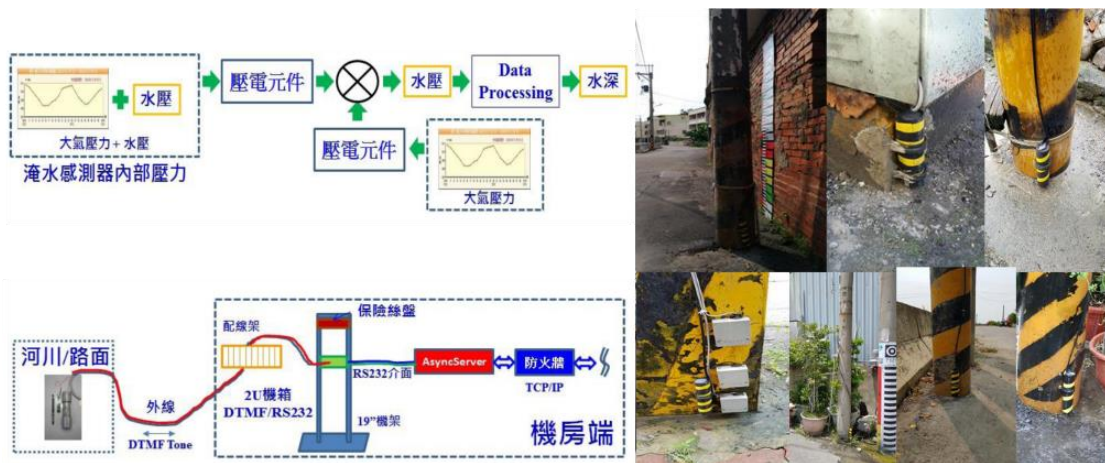 水壓
大氣壓力 + 水壓
淹水感測器內部壓力
壓電元件
水壓
Data
Processing
水深
壓電元件
大氣壓力
河川/路面
外線
DTMF Tone
配線架
2U機箱
DTMF/RS232
保險絲盤
19”機架
RS232介面
AsyncServer
防火牆
TCP/IP
機房端